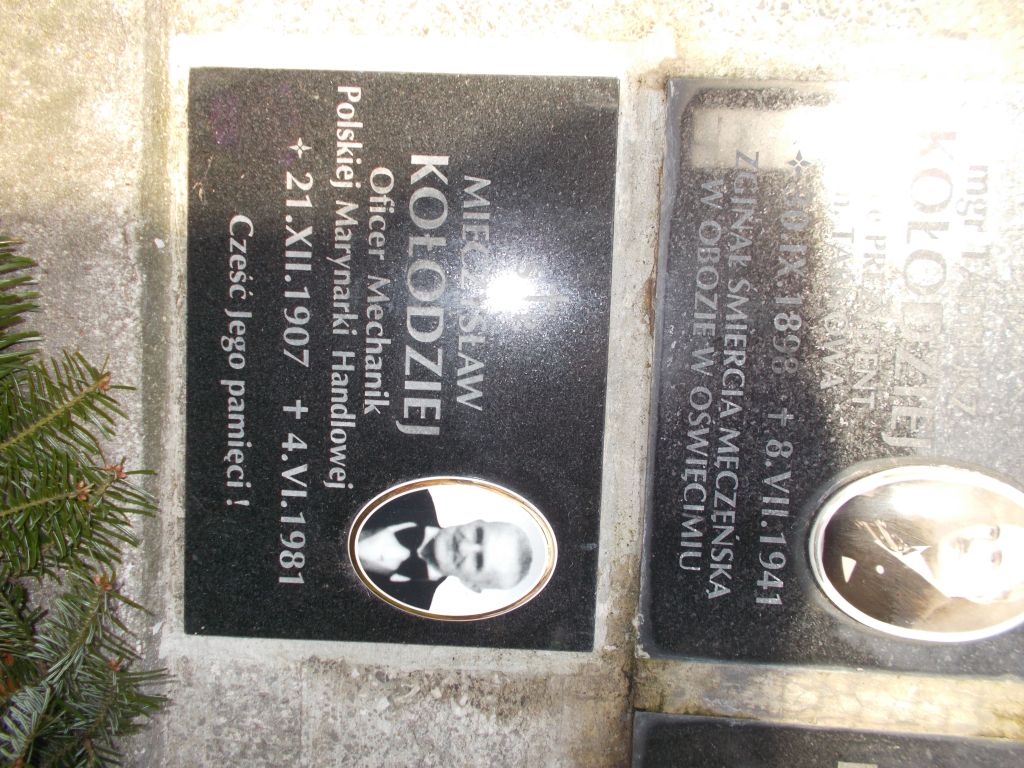 mgr
KOŁODZIEJ
✧ 30 IX 1898 + 8.VII.1941
ZGINĄŁ ŚMIERCIĄ MĘCZEŃSKĄ
W OBOZIE W OŚWIĘCIMIU
MIECZYSŁAW
KOŁODZIEJ
Oficer Mechanik
Polskiej Marynarki Handlowej
✧ 21.XII.1907 + 4.VI.1981
Cześć Jego pamięci !